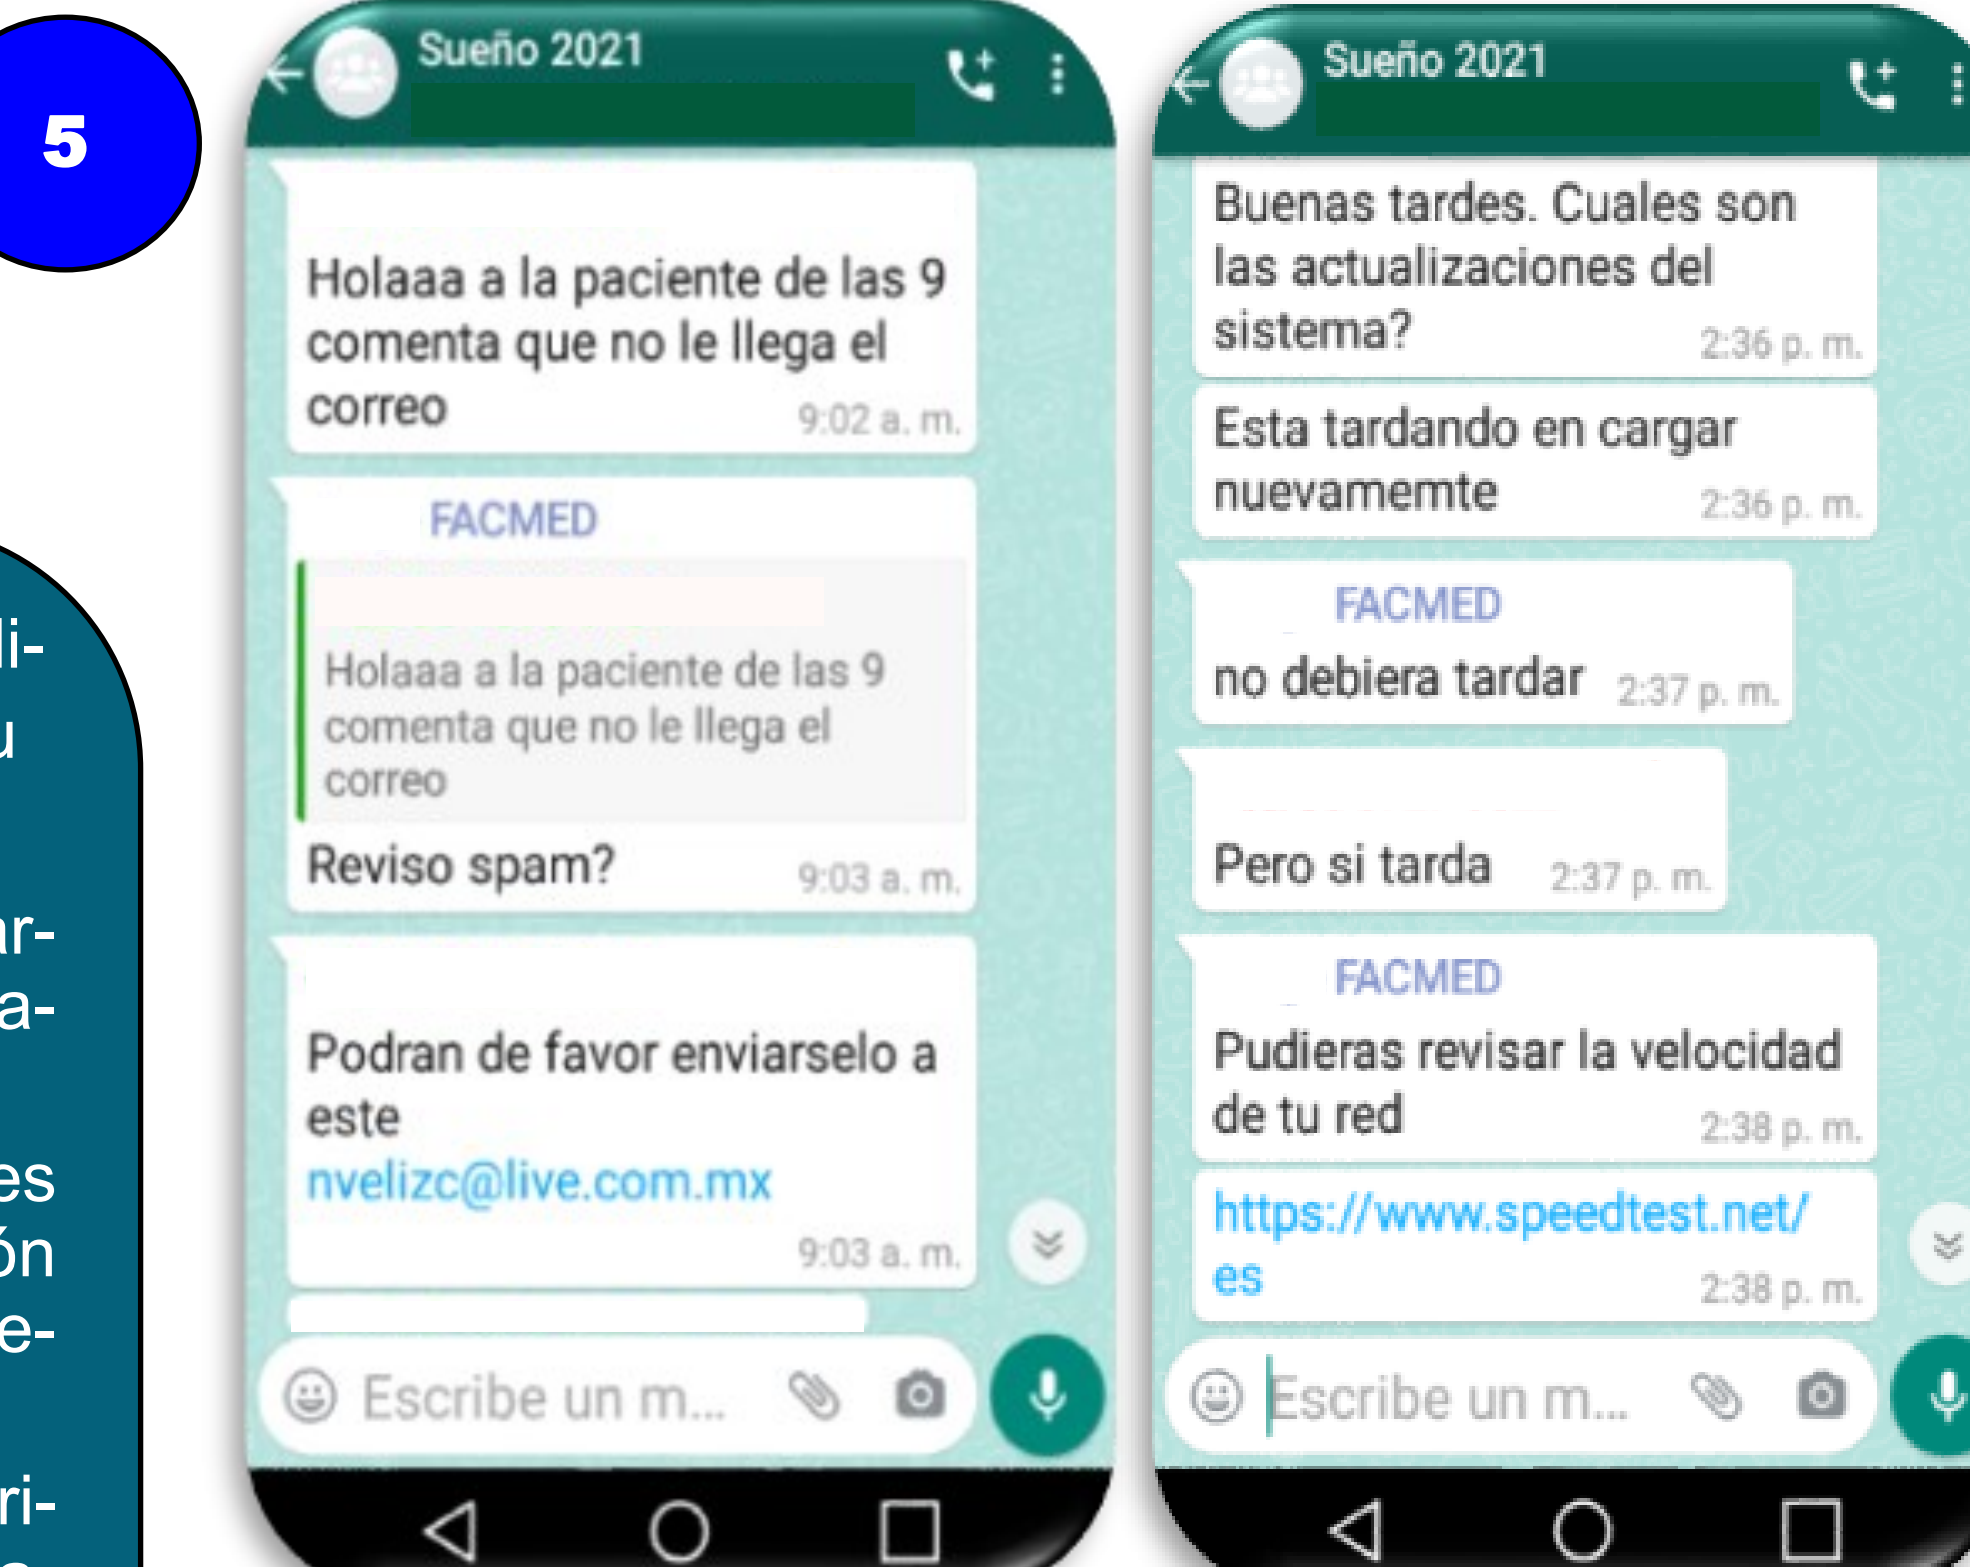 5
li-
u
ar-
a-
es
ón
e-
ri-
Sueño 2021
Holaaa a la paciente de las 9
comenta que no le llega el
correo
9:02 a. m.
FACMED
Holaaa a la paciente de las 9
comenta que no le llega el
correo
Reviso spam?
9:03 a. m.
Podran de favor enviarselo a
este
nvelizc@live.com.mx
9:03 a. m.
Escribe un m...
Sueño 2021
Buenas tardes. Cuales son
las actualizaciones del
sistema?
2:36 p. m.
Esta tardando en cargar
nuevamemte
2:36 p. m.
FACMED
no debiera tardar
2:37 p. m.
Pero si tarda
2:37 p. m.
FACMED
Pudieras revisar la velocidad
de tu red
2:38 p. m.
https://www.speedtest.net/
es
2:38 p. m.
Escribe un m...